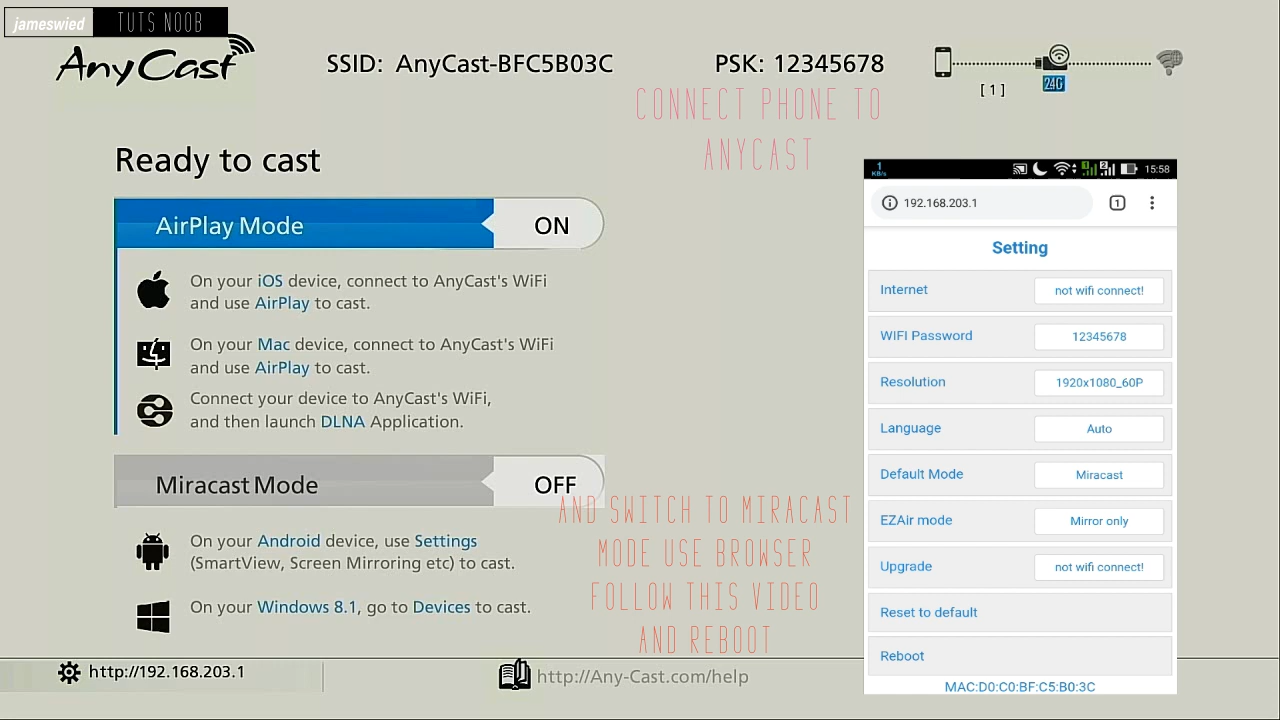 jameswied TUTS NOOB
AnyCast
SSID: AnyCast-BFC5B03C
PSK: 12345678
[ 1 ]
24G
CONNECT PHONE TO
ANYCAST
Ready to cast
AirPlay Mode ON
On your iOS device, connect to AnyCast's WiFi
and use AirPlay to cast.
On your Mac device, connect to AnyCast's WiFi
and use AirPlay to cast.
Connect your device to AnyCast's WiFi,
and then launch DLNA Application.
Miracast Mode OFF
On your Android device, use Settings
(SmartView, Screen Mirroring etc) to cast.
On your Windows 8.1, go to Devices to cast.
AND SWITCH TO MIRACAST
MODE USE BROWSER
FOLLOW THIS VIDEO
AND REBOOT
http://192.168.203.1
http://Any-Cast.com/help
1
KB/s
1 2 15:58
192.168.203.1 1
Setting
Internet not wifi connect!
WIFI Password 12345678
Resolution 1920x1080_60P
Language Auto
Default Mode Miracast
EZAir mode Mirror only
Upgrade not wifi connect!
Reset to default
Reboot
MAC:D0:C0:BF:C5:B0:3C